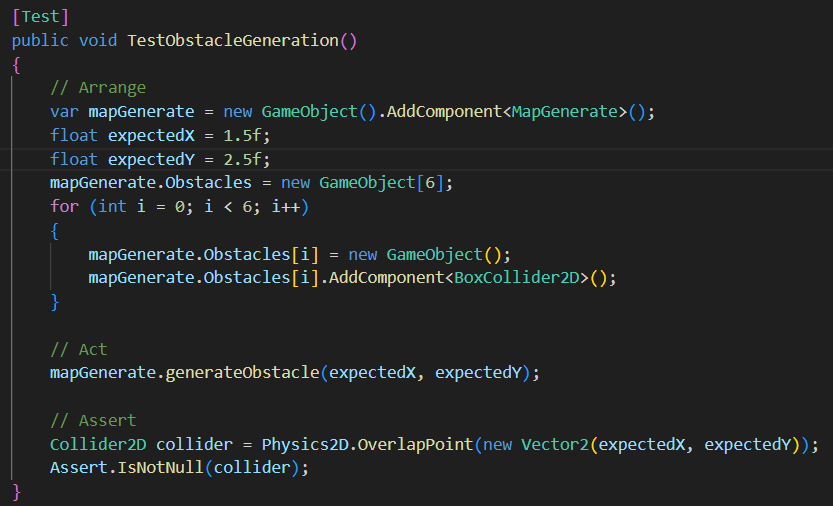 [Test]
public void TestObstacleGeneration()
{
    // Arrange
    var mapGenerate = new GameObject().AddComponent<MapGenerate>();
    float expectedX = 1.5f;
    float expectedY = 2.5f;
    mapGenerate.Obstacles = new GameObject[6];
    for (int i = 0; i < 6; i++)
    {
        mapGenerate.Obstacles[i] = new GameObject();
        mapGenerate.Obstacles[i].AddComponent<BoxCollider2D>();
    }

    // Act
    mapGenerate.generateObstacle(expectedX, expectedY);

    // Assert
    Collider2D collider = Physics2D.OverlapPoint(new Vector2(expectedX, expectedY));
    Assert.IsNotNull(collider);
}